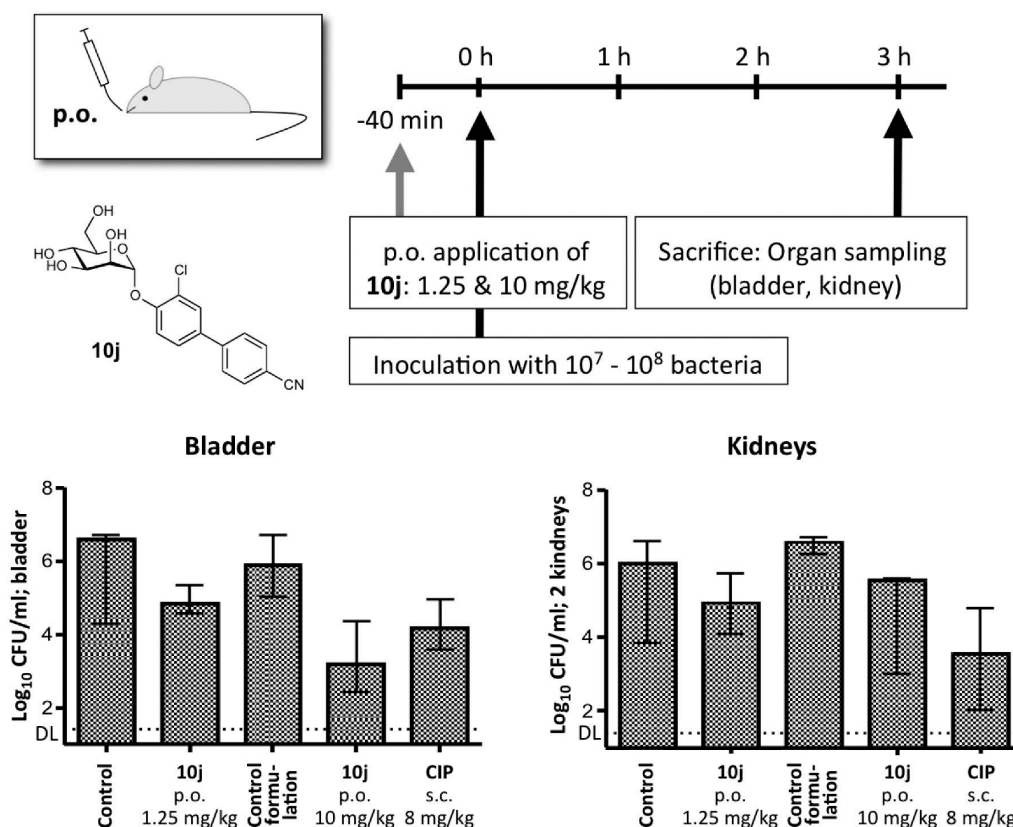 p.o.
0 h
1 h
2 h
3 h
-40 min
p.o. application of
10j: 1.25 & 10 mg/kg
Sacrifice: Organ sampling
(bladder, kidney)
Inoculation with 10⁷ - 10⁸ bacteria
OH
OH
HO
HO
O
O
Cl
CN
10j
Bladder
Log₁₀ CFU/ml; bladder
8
6
4
2
DL
Control
10j
p.o.
1.25 mg/kg
Control
formu-
lation
10j
p.o.
10 mg/kg
CIP
s.c.
8 mg/kg
Kidneys
Log₁₀ CFU/ml; 2 kindneys
8
6
4
2
DL
Control
10j
p.o.
1.25 mg/kg
Control
formu-
lation
10j
p.o.
10 mg/kg
CIP
s.c.
8 mg/kg